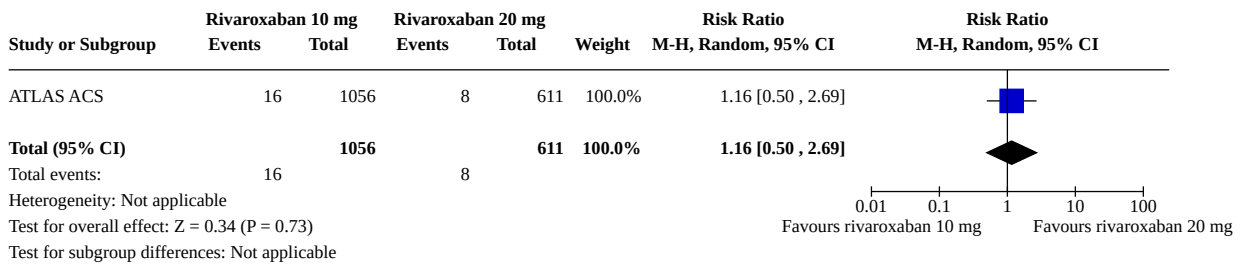 Rivaroxaban 10 mg Rivaroxaban 20 mg Risk Ratio Risk Ratio
Study or Subgroup Events Total Events Total Weight M-H, Random, 95% CI M-H, Random, 95% CI
ATLAS ACS 16 1056 8 611 100.0% 1.16 [0.50 , 2.69]
Total (95% CI) 1056 611 100.0% 1.16 [0.50 , 2.69]
Total events: 16 8
Heterogeneity: Not applicable
0.01 0.1 1 10 100
Test for overall effect: Z = 0.34 (P = 0.73) Favours rivaroxaban 10 mg Favours rivaroxaban 20 mg
Test for subgroup differences: Not applicable